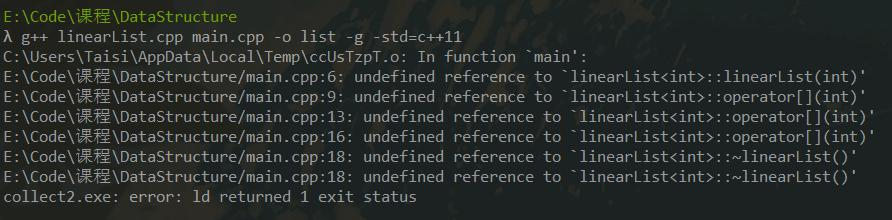 E:\Code\课程\DataStructure
λ g++ linearList.cpp main.cpp -o list -g -std=c++11
C:\Users\Taisi\AppData\Local\Temp\ccUsTzpT.o: In function `main':
E:\Code\课程\DataStructure/main.cpp:6: undefined reference to `linearList<int>::linearList(int)'
E:\Code\课程\DataStructure/main.cpp:9: undefined reference to `linearList<int>::operator[](int)'
E:\Code\课程\DataStructure/main.cpp:13: undefined reference to `linearList<int>::operator[](int)'
E:\Code\课程\DataStructure/main.cpp:16: undefined reference to `linearList<int>::operator[](int)'
E:\Code\课程\DataStructure/main.cpp:18: undefined reference to `linearList<int>::~linearList()'
E:\Code\课程\DataStructure/main.cpp:18: undefined reference to `linearList<int>::~linearList()'
collect2.exe: error: ld returned 1 exit status